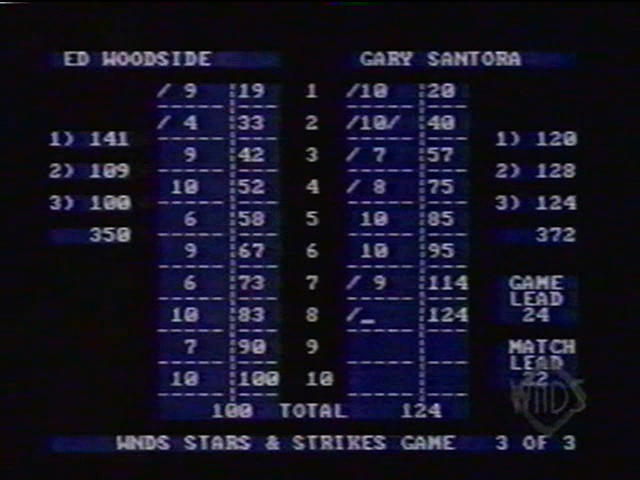 ED WOODSIDE GARY SANTORA
/ 9 19 1 /10 20
/ 4 33 2 /10/ 40
1) 141 1) 120
9 42 3 / 7 57
2) 109 2) 128
10 52 4 / 8 75
3) 100 3) 124
6 58 5 10 85
350 372
9 67 6 10 95
6 73 7 / 9 114 GAME
LEAD
10 83 8 /_ 124 24
7 90 9 MATCH
LEAD
10 100 10 22
WNDS
100 TOTAL 124
WNDS STARS & STRIKES GAME 3 OF 3